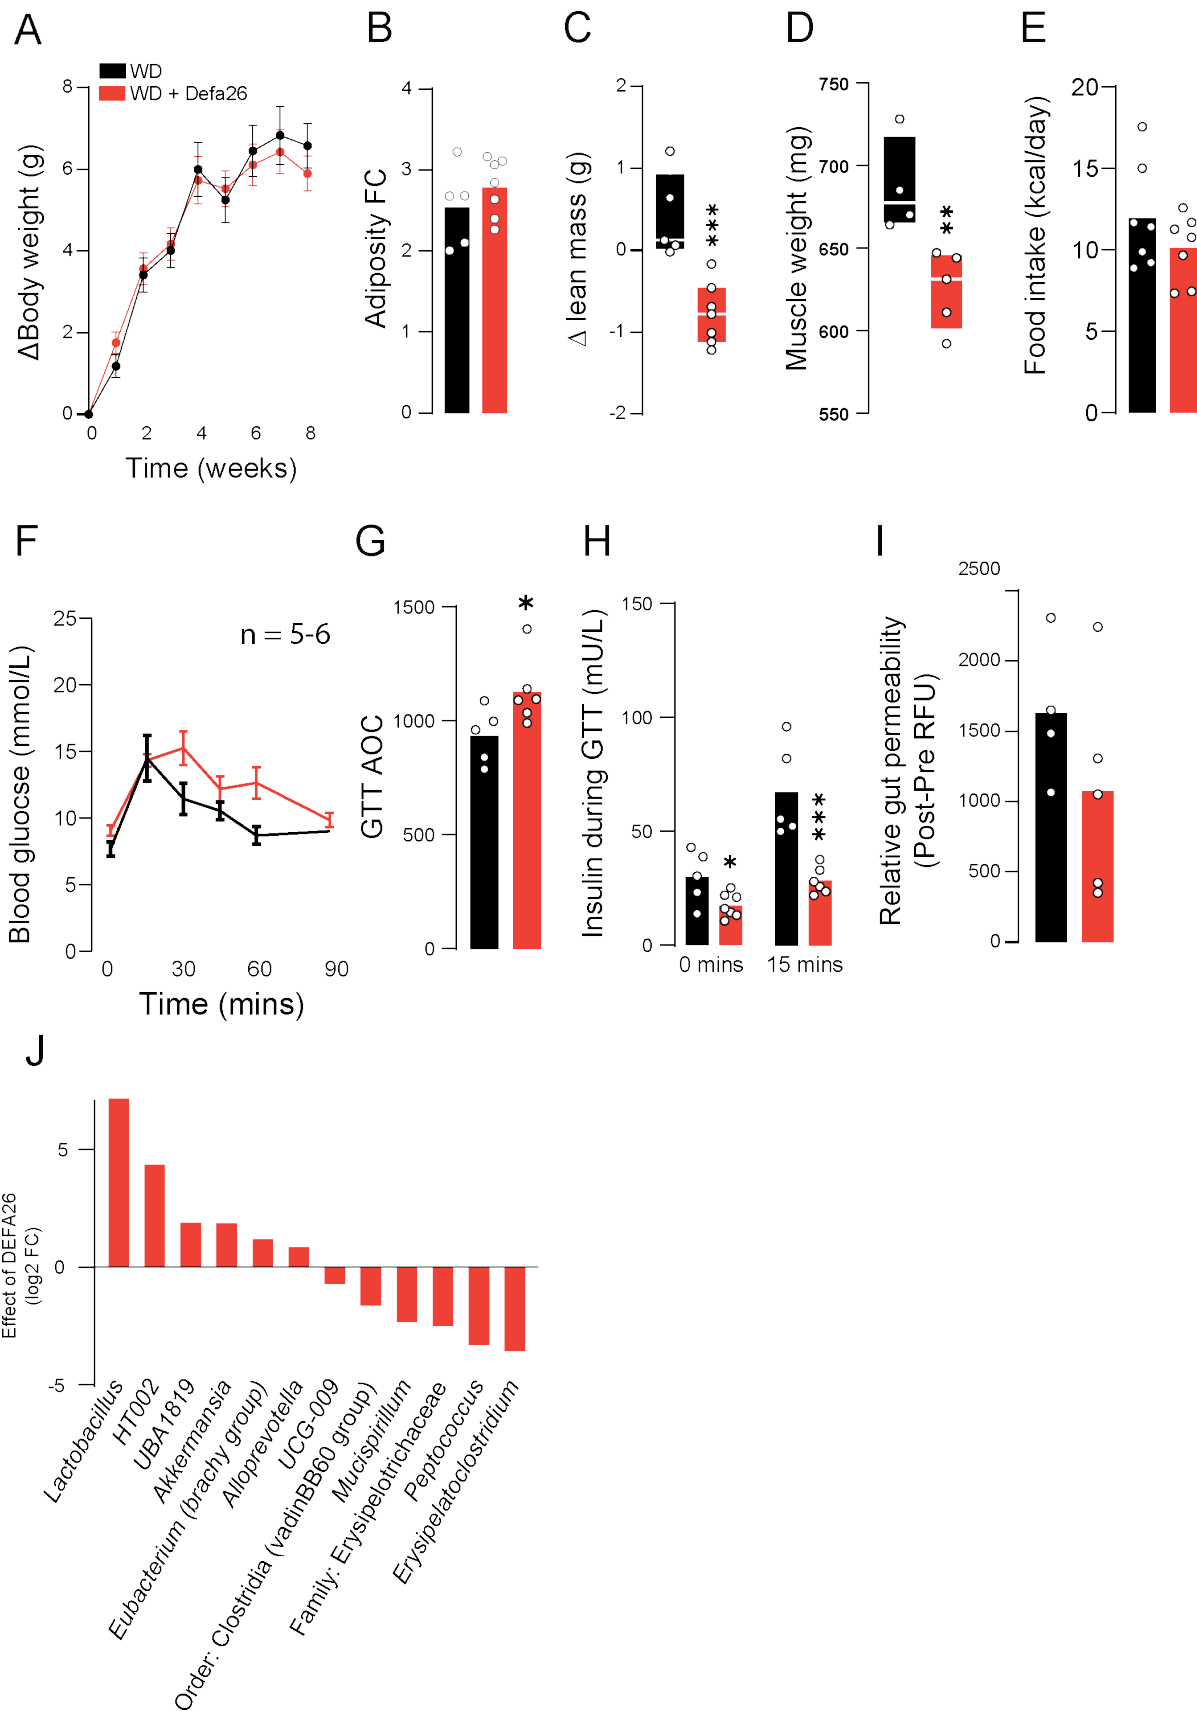 A
B
C
D
E
WD
WD + Defa26
8
6
4
2
0
ΔBody weight (g)
0 2 4 6 8
Time (weeks)
4
3
2
1
0
Adiposity FC
2
1
0
-1
-2
Δ lean mass (g)
***
750
700
650
600
550
Muscle weight (mg)
**
20
15
10
5
0
Food intake (kcal/day)
F
G
H
I
25
20
15
10
5
0
Blood gluocse (mmol/L)
n = 5-6
0 30 60 90
Time (mins)
1500
1000
500
0
GTT AOC
*
150
100
50
0
Insulin during GTT (mU/L)
*
***
0 mins 15 mins
2500
2000
1500
1000
500
0
Relative gut permeability
(Post-Pre RFU)
J
5
0
-5
Effect of DEFA26
(log2 FC)
Lactobacillus
HT002
UBA1819
Akkermansia
Eubacterium (brachy group)
Alloprevotella
UCG-009
Order: Clostridia (vadinBB60 group)
Mucispirillum
Family: Erysipelotrichaceae
Peptococcus
Erysipelatoclostridium